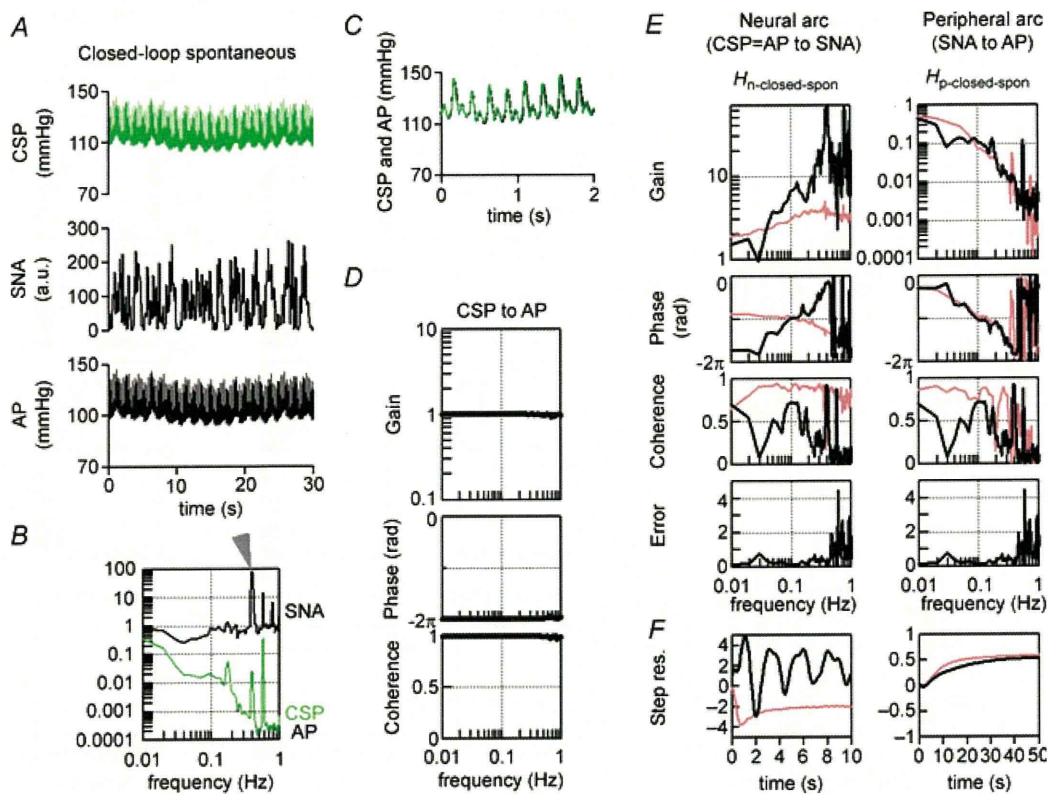 A
Closed-loop spontaneous
CSP
(mmHg)
150
110
70
SNA
(a.u.)
300
200
100
0
AP
(mmHg)
150
130
100
70
0 10 20 30
time (s)
B
100
10
1
0.1
0.01
0.001
0.0001
SNA
CSP
AP
0.01 0.1 1
frequency (Hz)
C
CSP and AP (mmHg)
150
110
70
0 1 2
time (s)
D
CSP to AP
Gain
10
1
0.1
Phase (rad)
0
-2π
Coherence
1
0.5
0
0.01 0.1 1
frequency (Hz)
E
Neural arc
(CSP=AP to SNA)
Hn-closed-spon
Peripheral arc
(SNA to AP)
Hp-closed-spon
Gain
10
1
1
0.1
0.01
0.001
0.0001
Phase
(rad)
0
-2π
0
-2π
Coherence
1
0.5
0
1
0.5
0
Error
4
2
0
4
2
0
0.01 0.1 1
frequency (Hz)
0.01 0.1 1
frequency (Hz)
F
Step res.
4
2
0
-2
-4
0 2 4 6 8 10
time (s)
1
0.5
0
-0.5
-1
0 10 20 30 40 50
time (s)